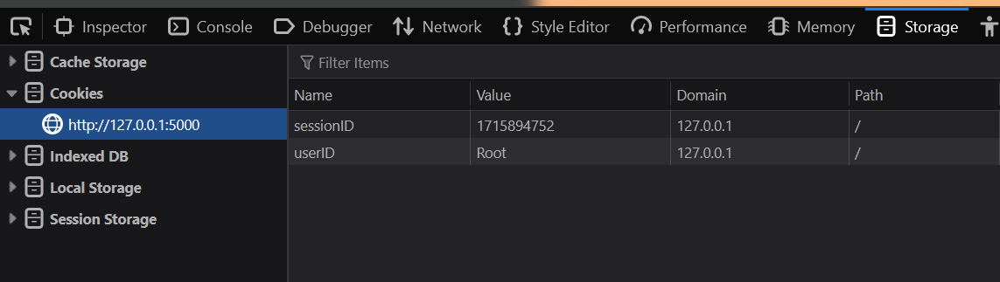 Inspector Console Debugger Network Style Editor Performance Memory Storage
Cache Storage
Filter Items
Cookies
Name Value Domain Path
http://127.0.0.1:5000
sessionID 1715894752 127.0.0.1 /
userID Root 127.0.0.1 /
Indexed DB
Local Storage
Session Storage